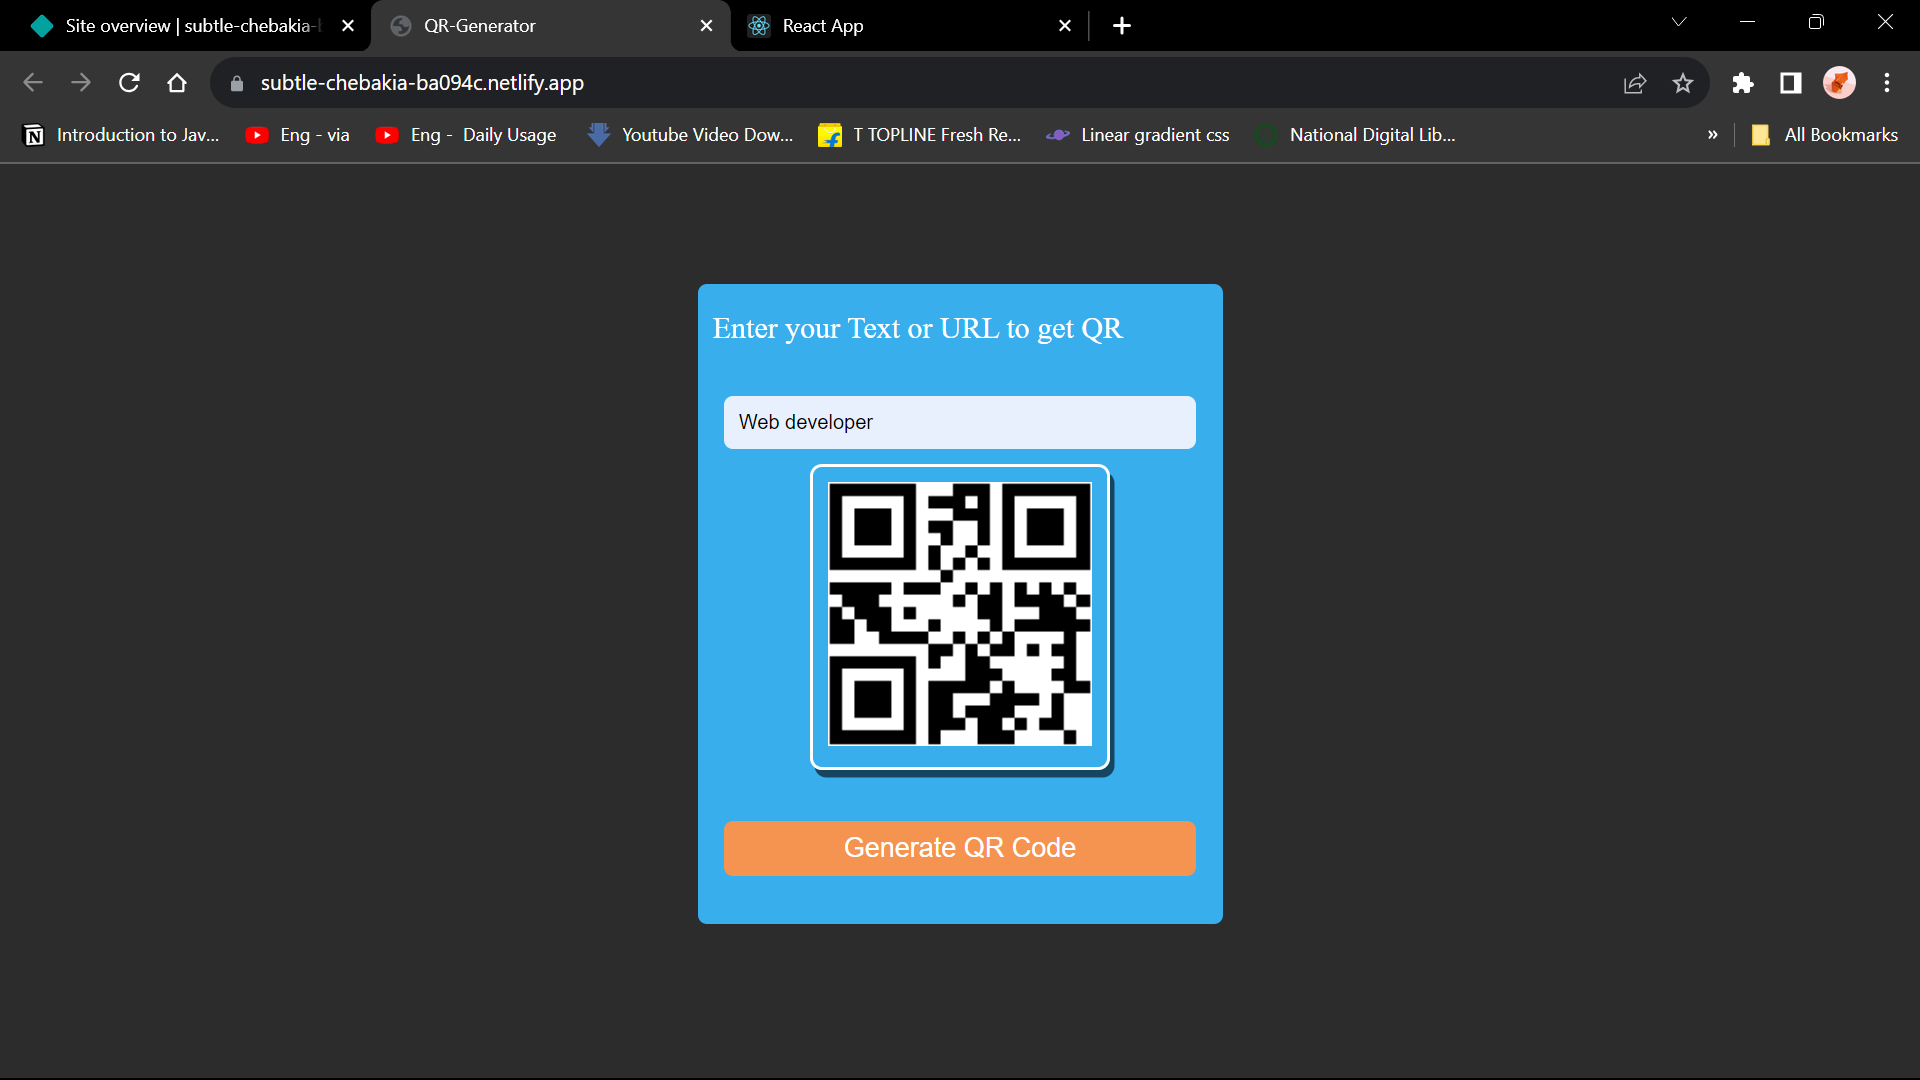 Site overview | subtle-chebakia-
QR-Generator
React App
subtle-chebakia-ba094c.netlify.app
Introduction to Jav...
Eng - via
Eng - Daily Usage
Youtube Video Dow...
T TOPLINE Fresh Re...
Linear gradient css
National Digital Lib...
»
All Bookmarks
Enter your Text or URL to get QR
Web developer
Generate QR Code